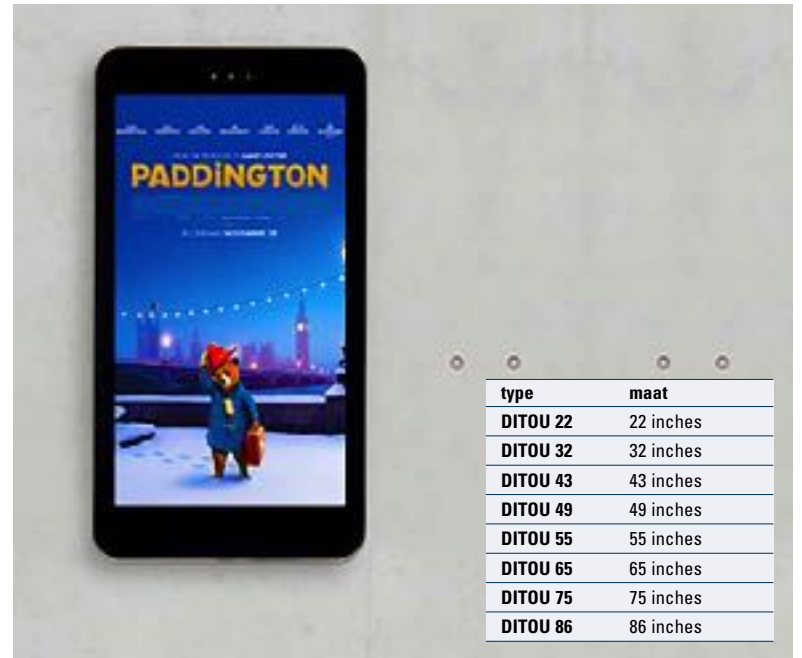 PADDiNGTON
type maat
DITOU 22 22 inches
DITOU 32 32 inches
DITOU 43 43 inches
DITOU 49 49 inches
DITOU 55 55 inches
DITOU 65 65 inches
DITOU 75 75 inches
DITOU 86 86 inches